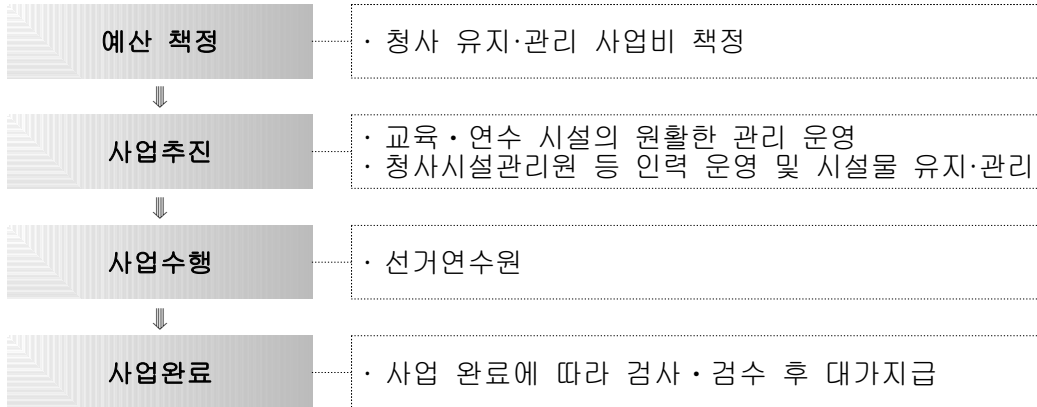 예산 책정
· 청사 유지·관리 사업비 책정
⇓
사업추진
· 교육・연수 시설의 원활한 관리 운영
· 청사시설관리원 등 인력 운영 및 시설물 유지·관리
⇓
사업수행
· 선거연수원
⇓
사업완료
· 사업 완료에 따라 검사・검수 후 대가지급